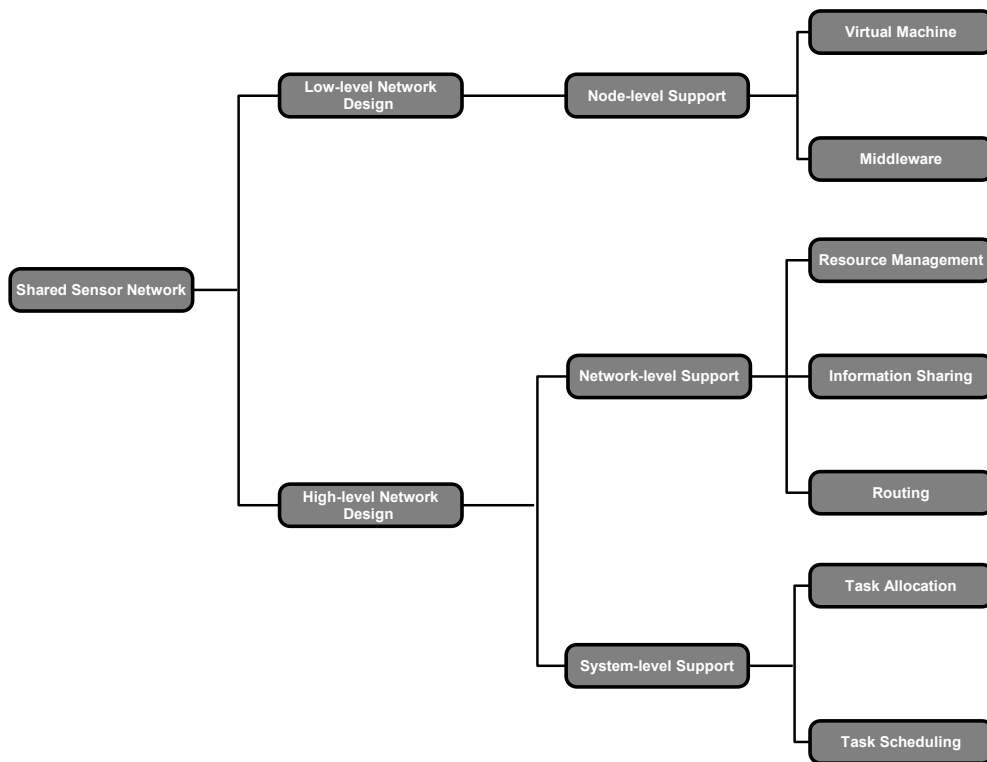 Virtual Machine
Low-level Network
Design
Node-level Support
Middleware
Resource Management
Shared Sensor Network
Network-level Support
Information Sharing
High-level Network
Design
Routing
Task Allocation
System-level Support
Task Scheduling